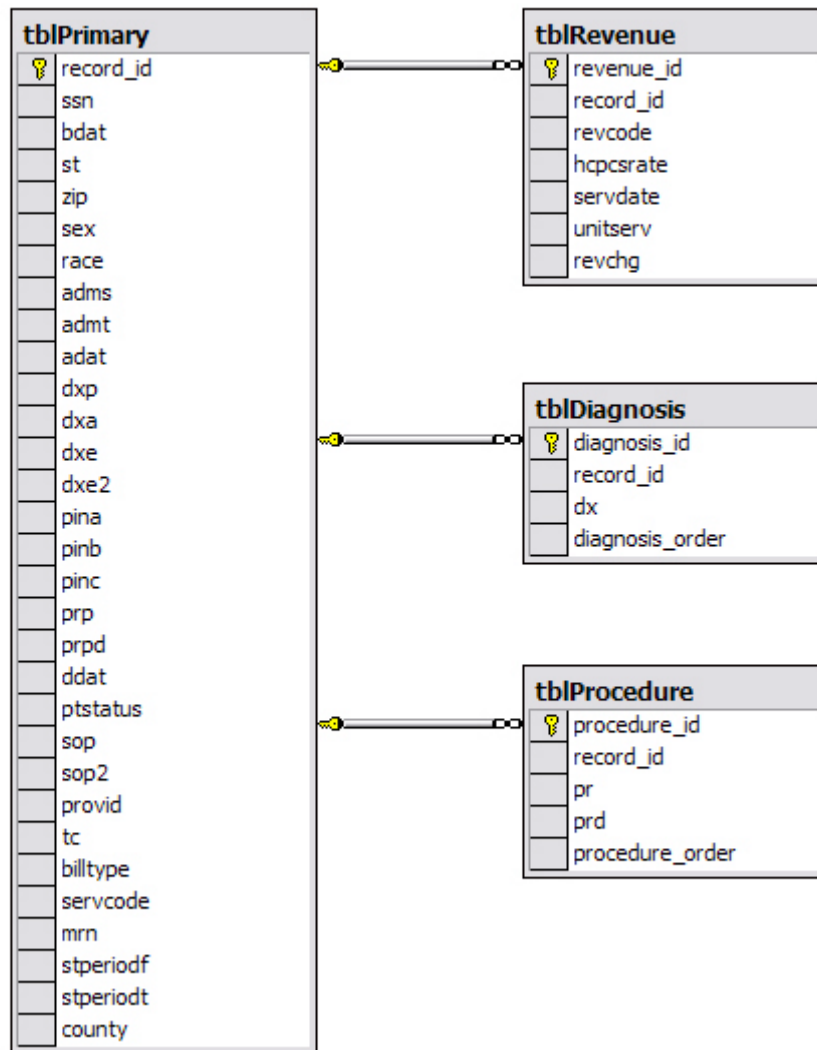 tblPrimary
record_id
ssn
bdat
st
zip
sex
race
adms
admt
adat
dxp
dxa
dxe
dxe2
pina
pinb
pinc
prp
prpd
ddat
ptstatus
sop
sop2
provid
tc
billtype
servcode
mrn
stperiodf
stperiodt
county
tblRevenue
revenue_id
record_id
revcode
hcpcsrate
servdate
unitserv
revchg
tblDiagnosis
diagnosis_id
record_id
dx
diagnosis_order
tblProcedure
procedure_id
record_id
pr
prd
procedure_order